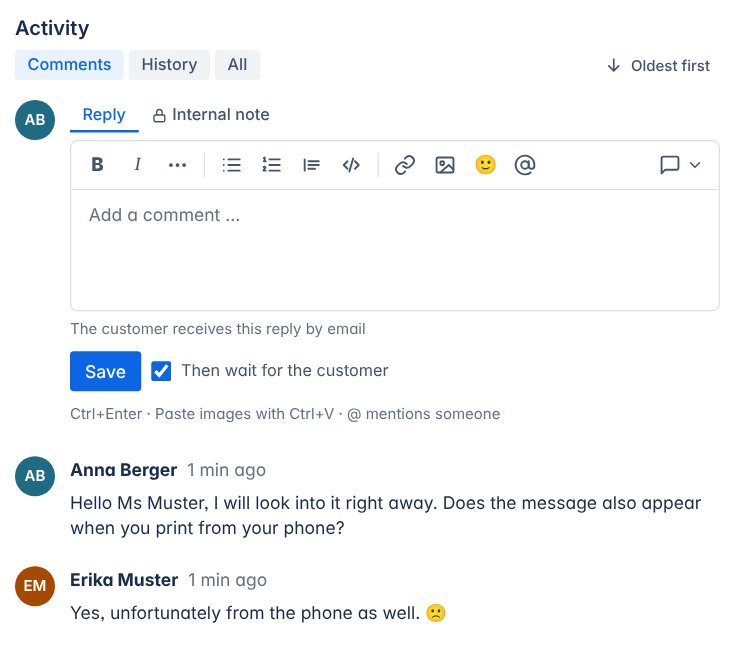 Activity
Comments History All
Oldest first
AB Reply Internal note
B I
Add a comment ...
The customer receives this reply by email
Save Then wait for the customer
Ctrl+Enter · Paste images with Ctrl+V · @ mentions someone
AB Anna Berger 1 min ago
Hello Ms Muster, I will look into it right away. Does the message also appear
when you print from your phone?
EM Erika Muster 1 min ago
Yes, unfortunately from the phone as well. 🙁